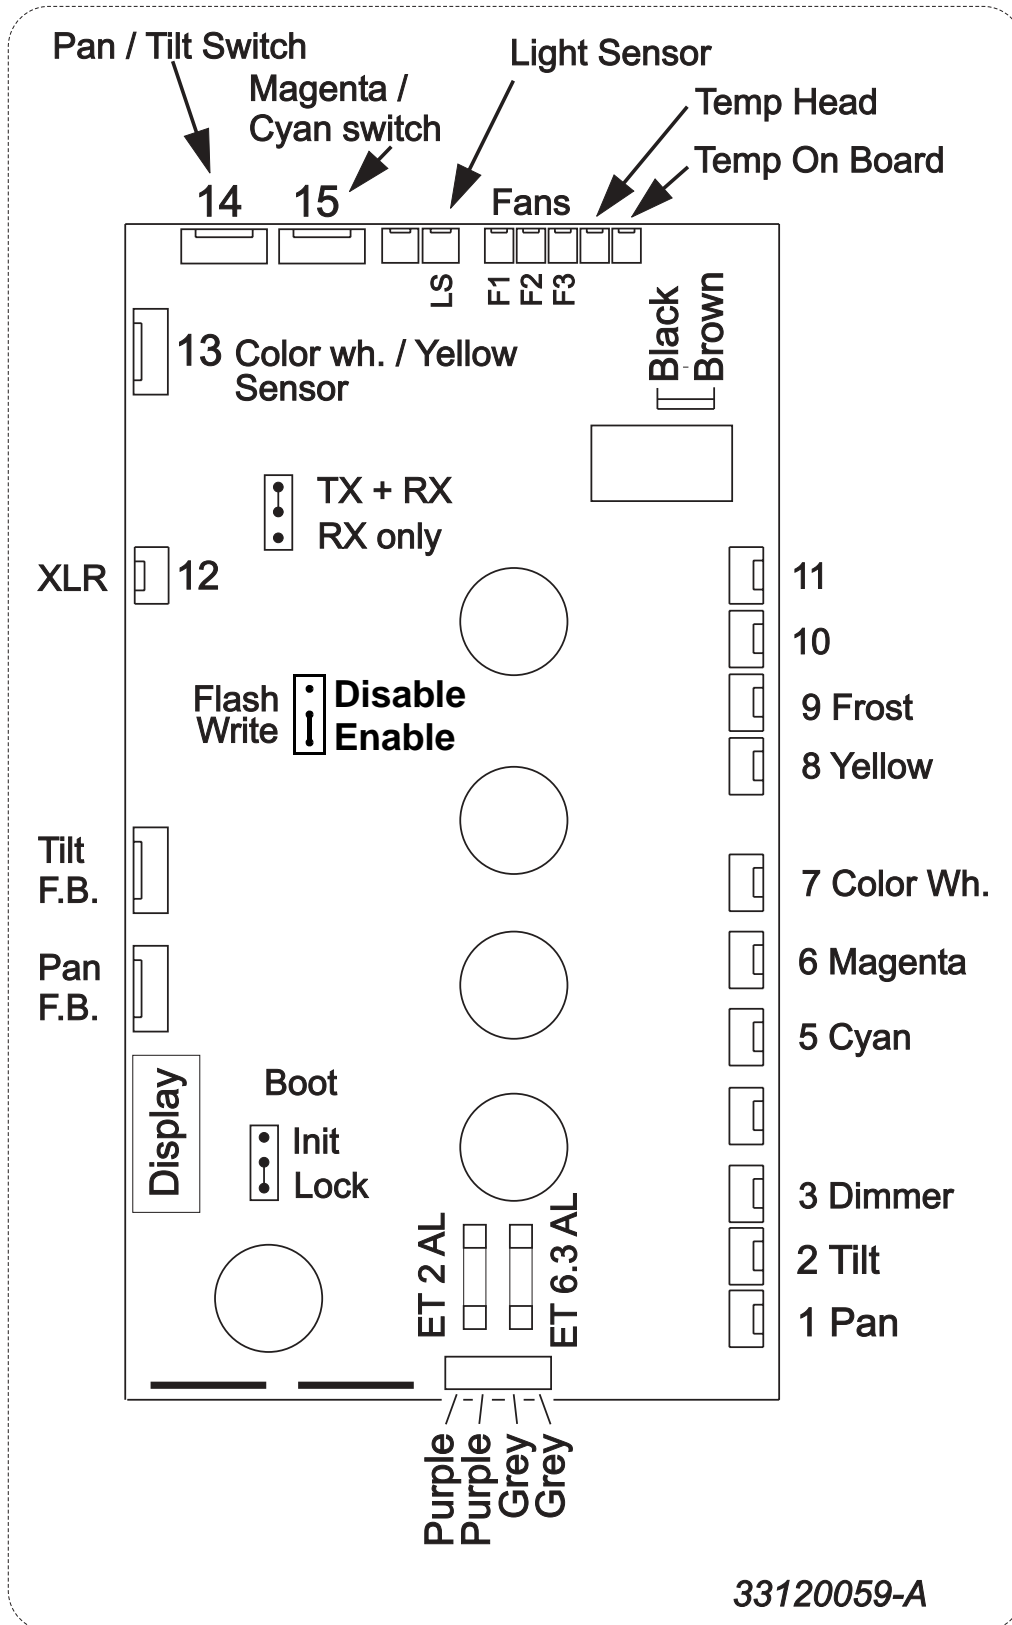 Pan / Tilt Switch
Light Sensor
Magenta /
Cyan switch
Temp Head
Temp On Board
14
15
Fans
LS
F1
F2
F3
Black
Brown
13 Color wh. / Yellow
Sensor
TX + RX
RX only
XLR
12
11
10
Flash
Write
Disable
Enable
9 Frost
8 Yellow
Tilt
F.B.
7 Color Wh.
Pan
F.B.
6 Magenta
5 Cyan
Display
Boot
Init
Lock
3 Dimmer
2 Tilt
1 Pan
ET 2 AL
ET 6.3 AL
Purple
Purple
Grey
Grey
33120059-A